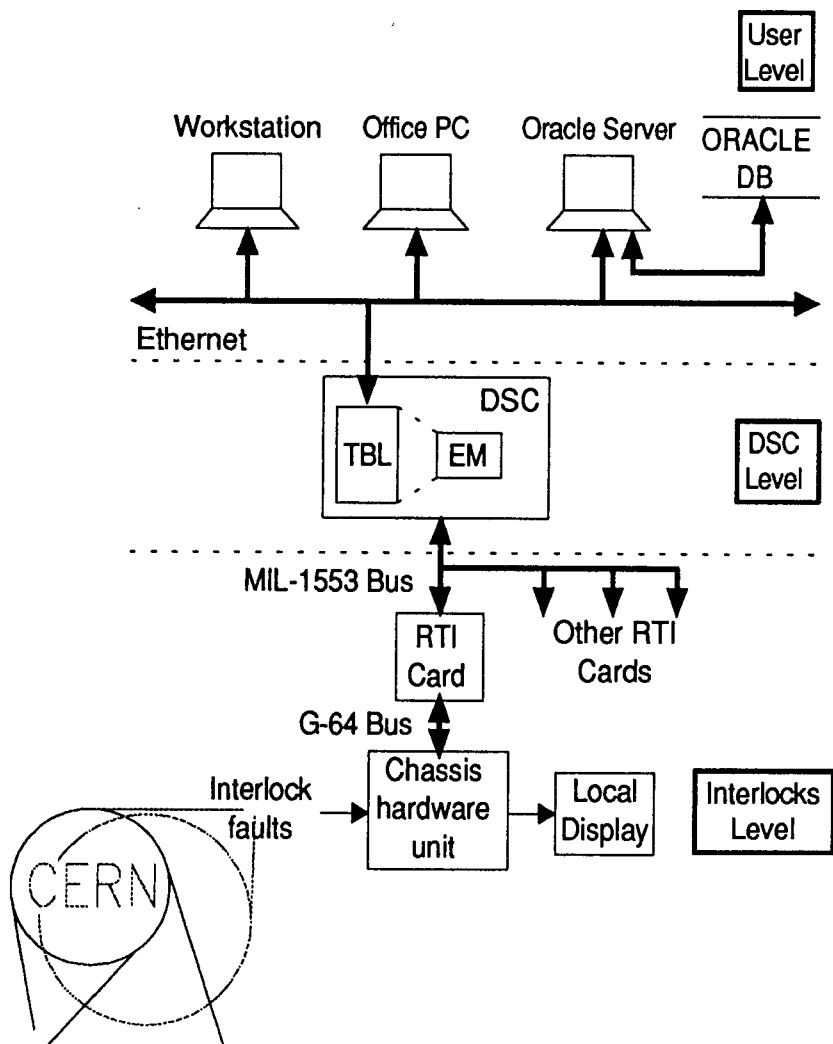 User
Level
Workstation
Office PC
Oracle Server
ORACLE
DB
Ethernet
DSC
TBL
EM
DSC
Level
MIL-1553 Bus
RTI
Card
Other RTI
Cards
G-64 Bus
Interlock
faults
Chassis
hardware
unit
Local
Display
Interlocks
Level
CERN